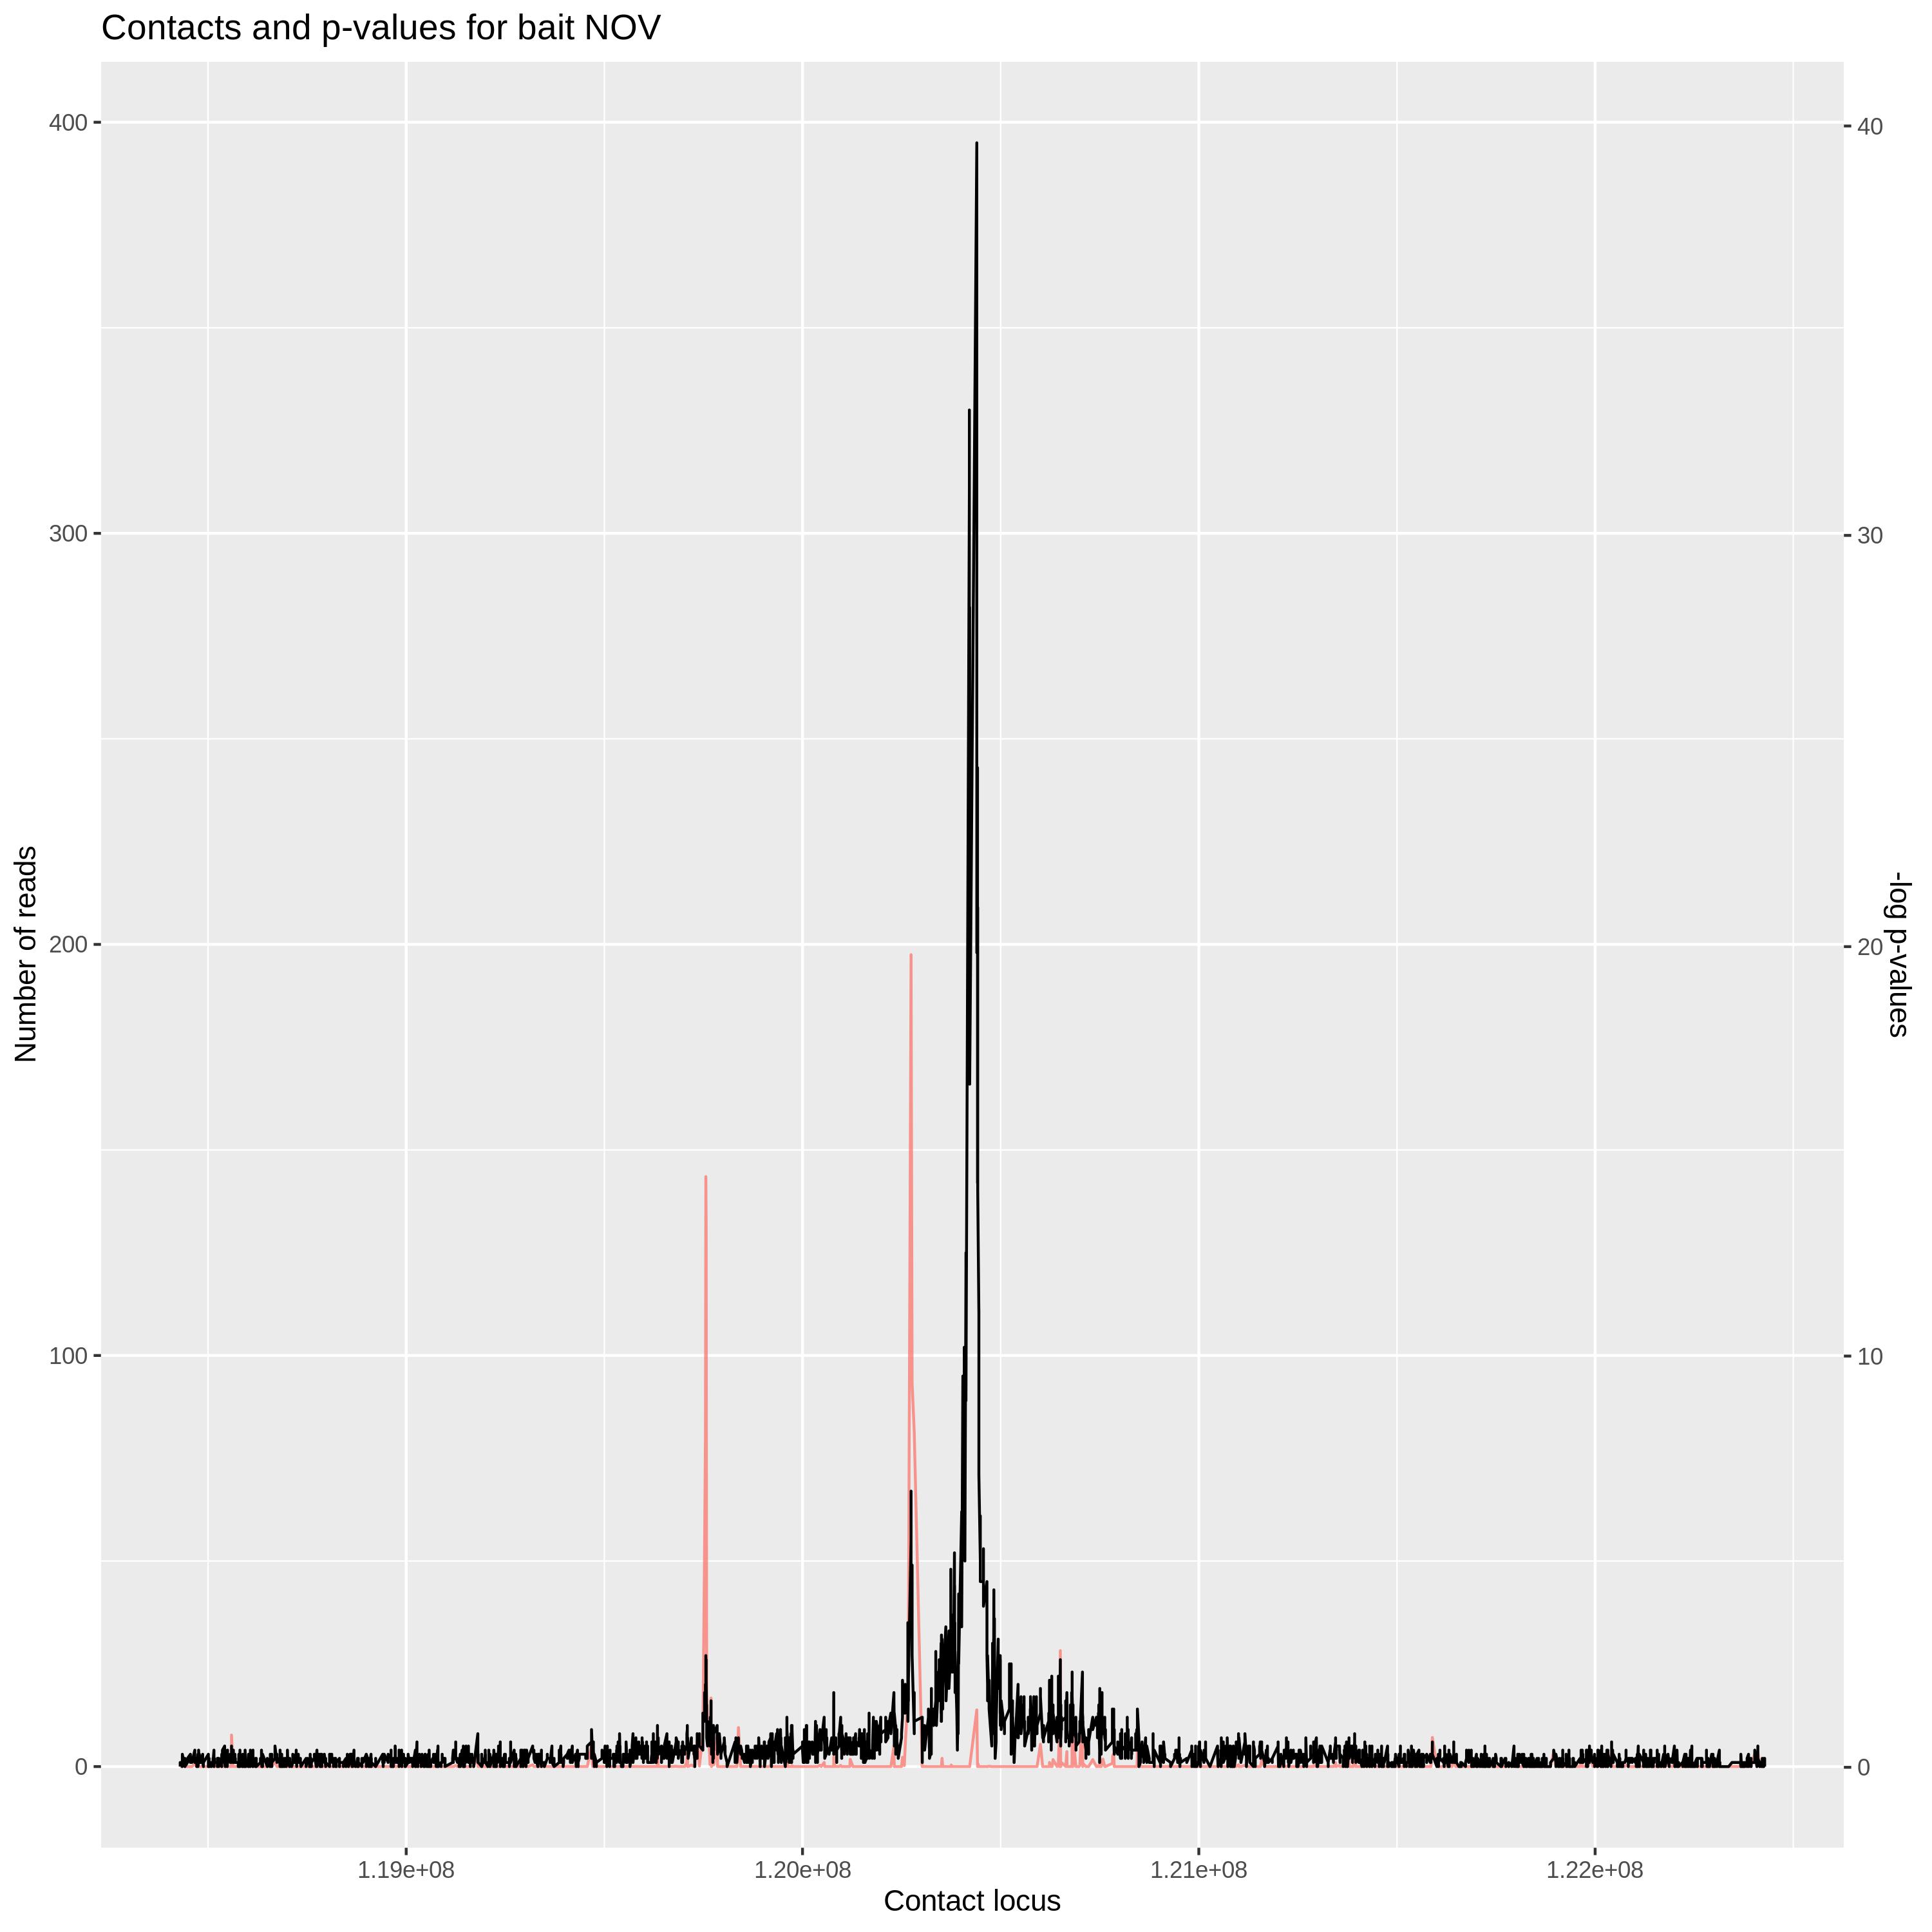 Contacts and p-values for bait NOV
400
300
200
100
0
Number of reads
40
30
20
10
0
-log p-values
1.19e+08
1.20e+08
1.21e+08
1.22e+08
Contact locus